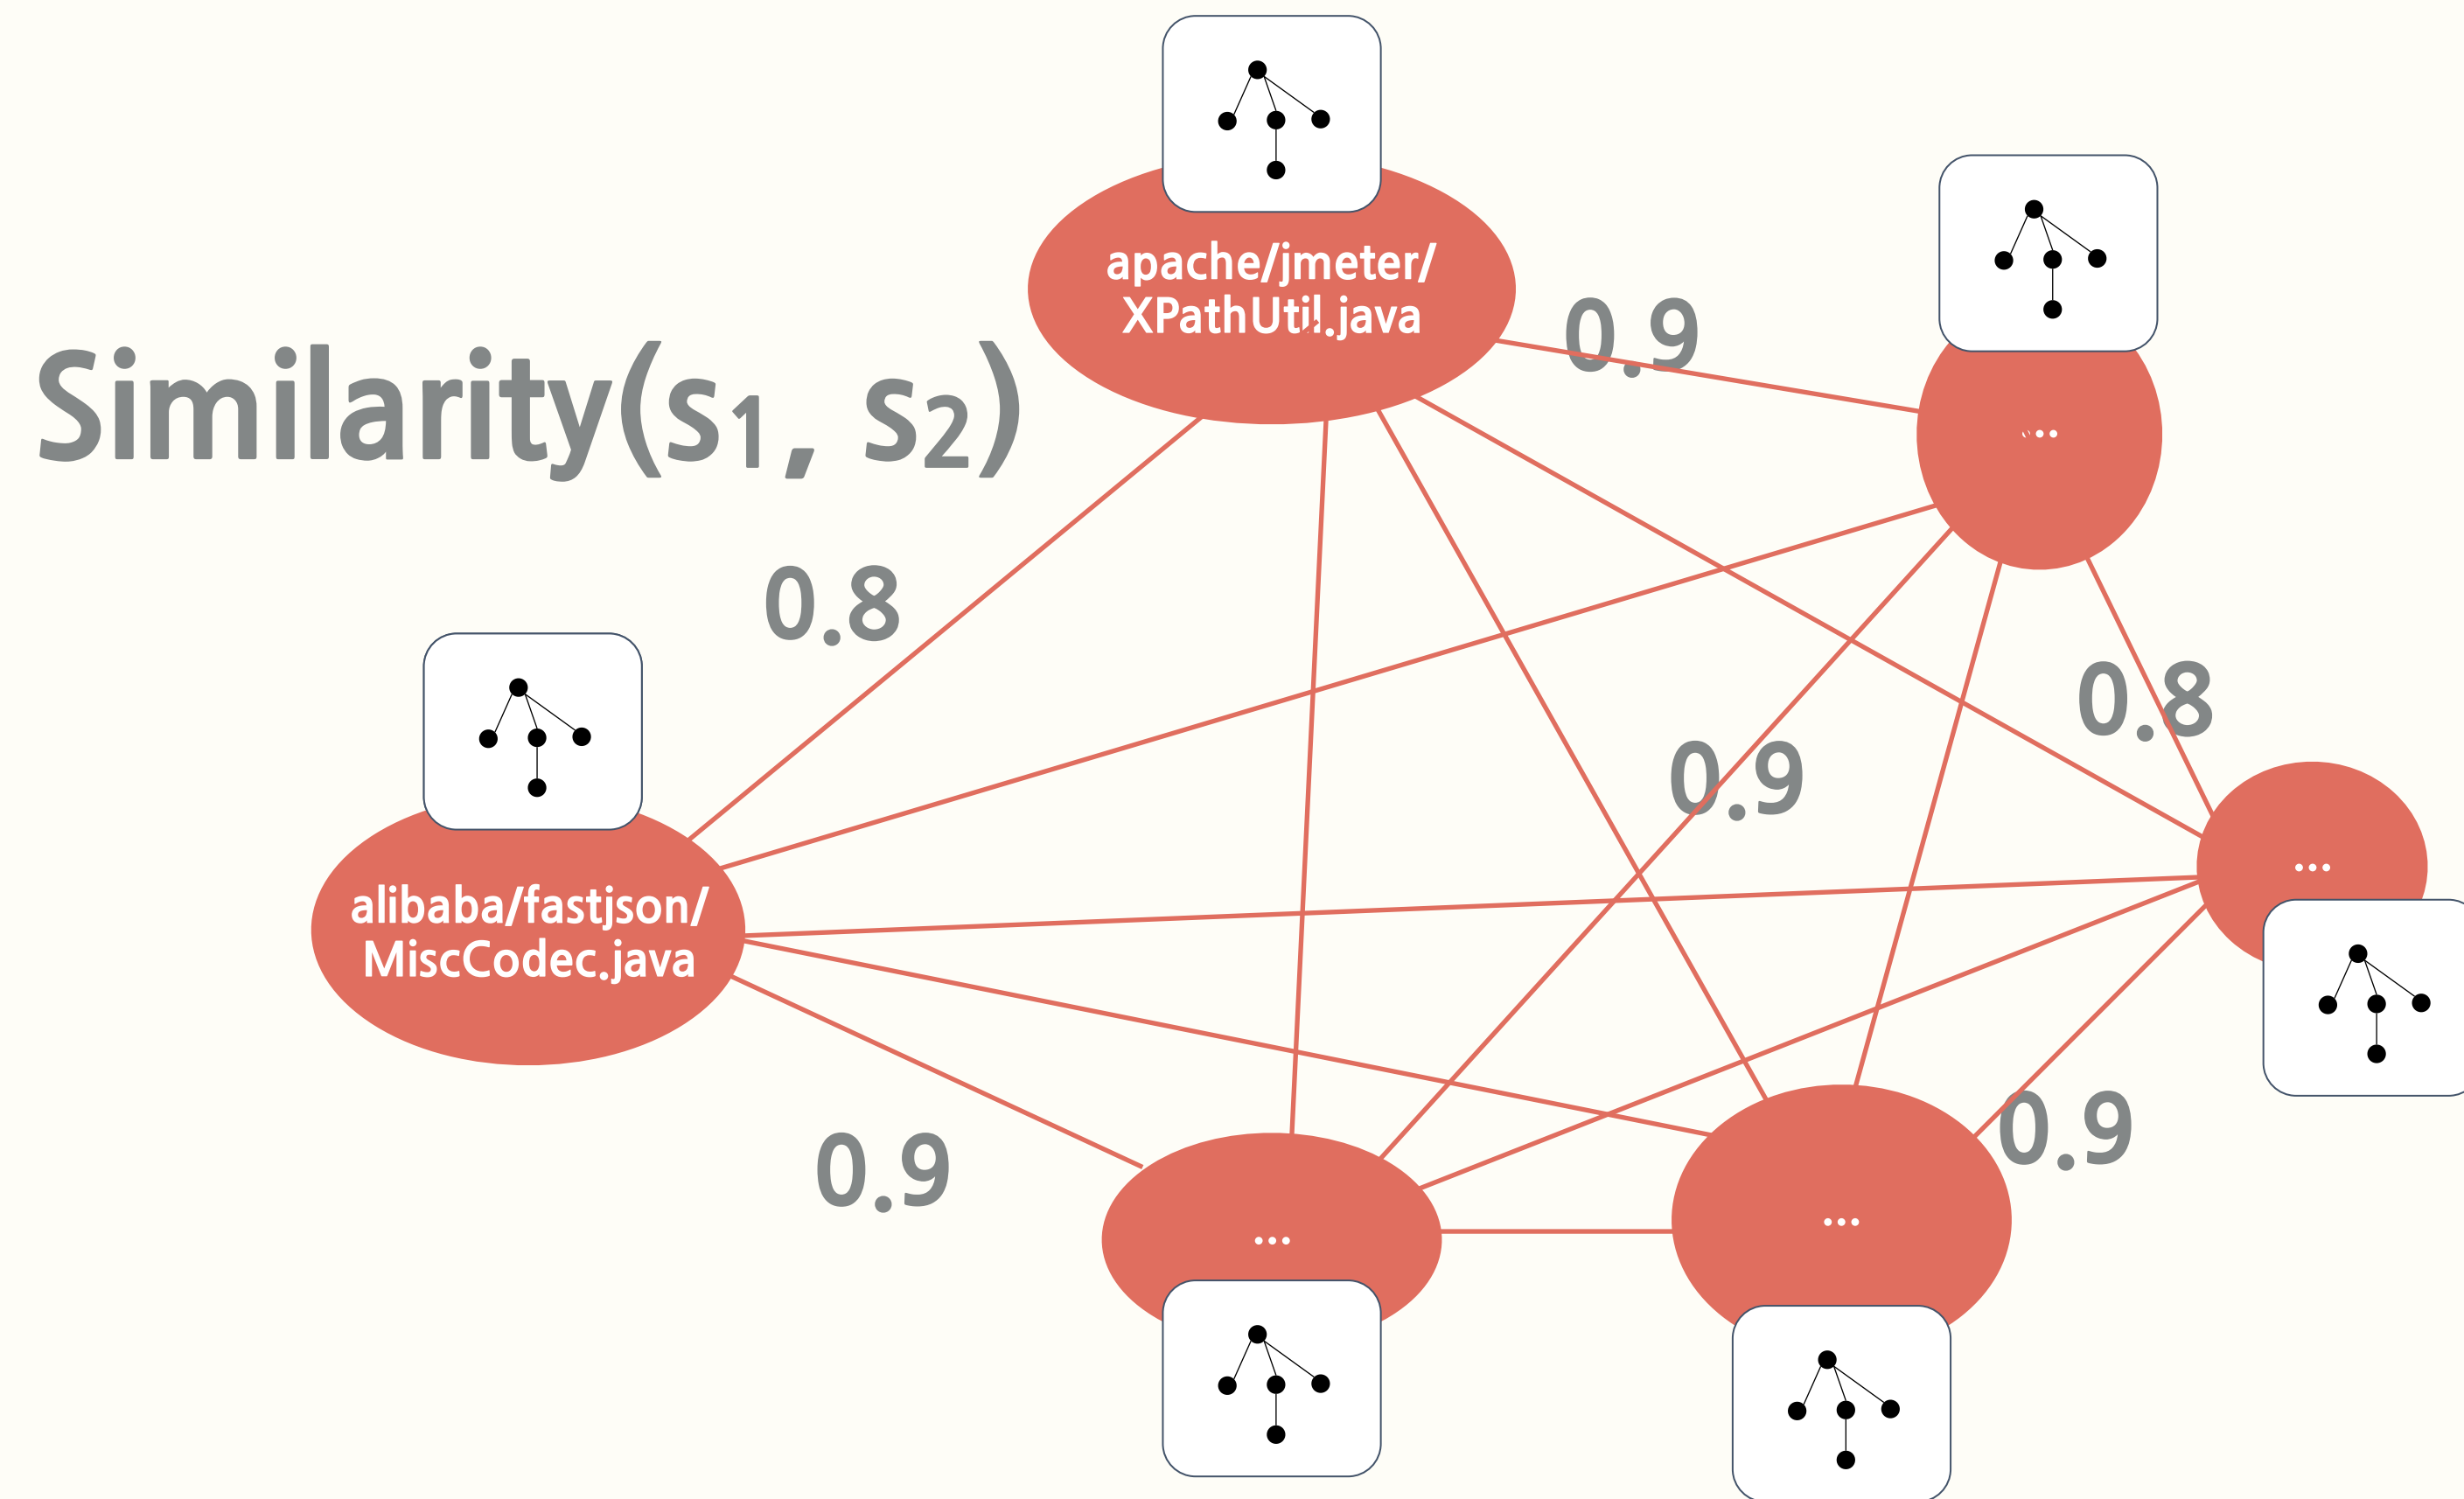 apache/jmeter/
XPathUtil.java
0.9
Similarity(s1, s2)
...
0.8
0.8
0.9
...
alibaba/fastjson/
MiscCodec.java
0.9
0.9
...
...